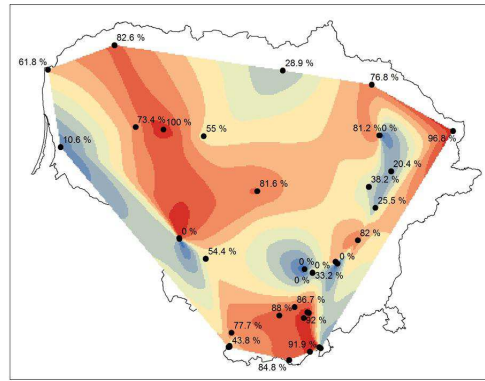 82.6 %
61.8 %
28.9 %
76.8 %
73.4 % 100 %
55 %
81.2% 0 %
96.8 %
10.6 %
20.4 %
38.2 %
81.6 %
25.5 %
0 %
82 %
54.4 %
0 % 0 % 0 %
0 % 33.2 %
86.7 %
88 % 92 %
77.7 %
43.8 % 91.9 %
84.8 %